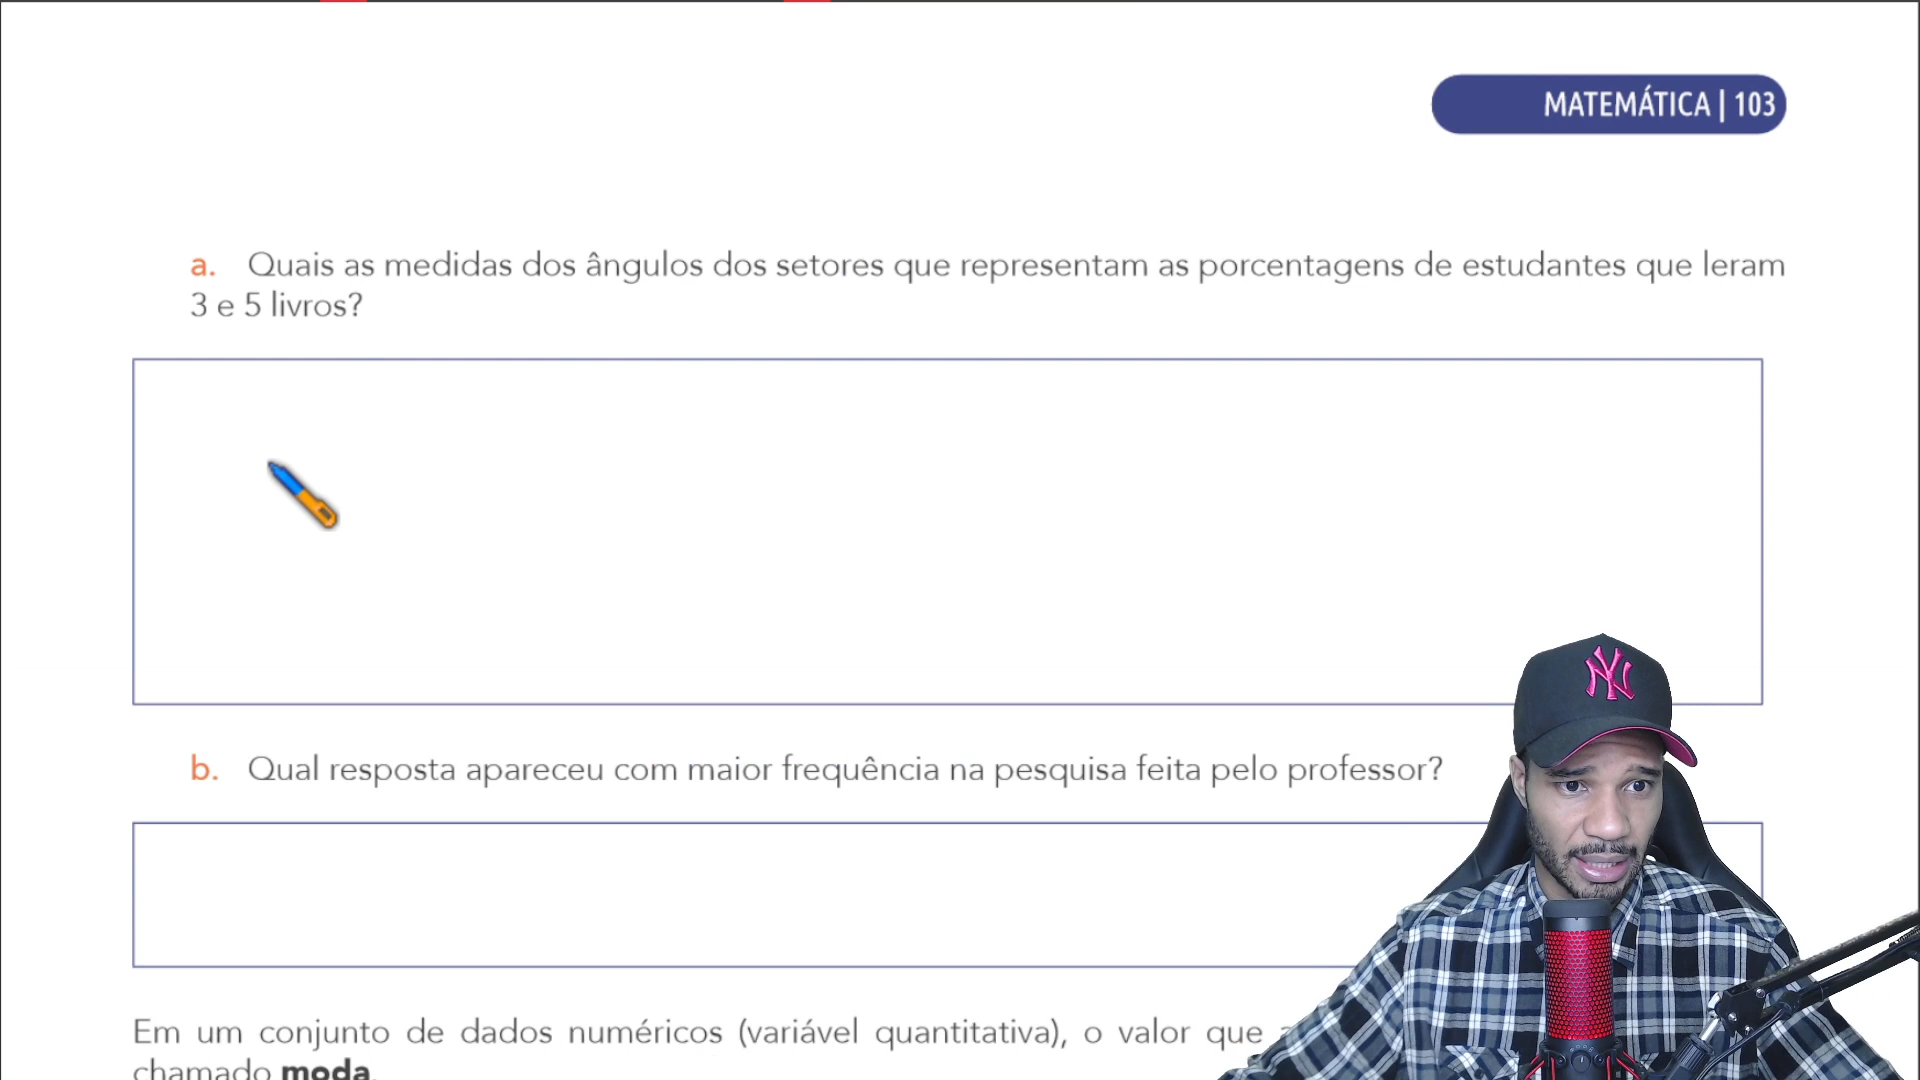 MATEMÁTICA | 103
a. Quais as medidas dos ângulos dos setores que representam as porcentagens de estudantes que leram
3 e 5 livros?
b. Qual resposta apareceu com maior frequência na pesquisa feita pelo professor?
Em um conjunto de dados numéricos (variável quantitativa), o valor que
chamado moda.
NY